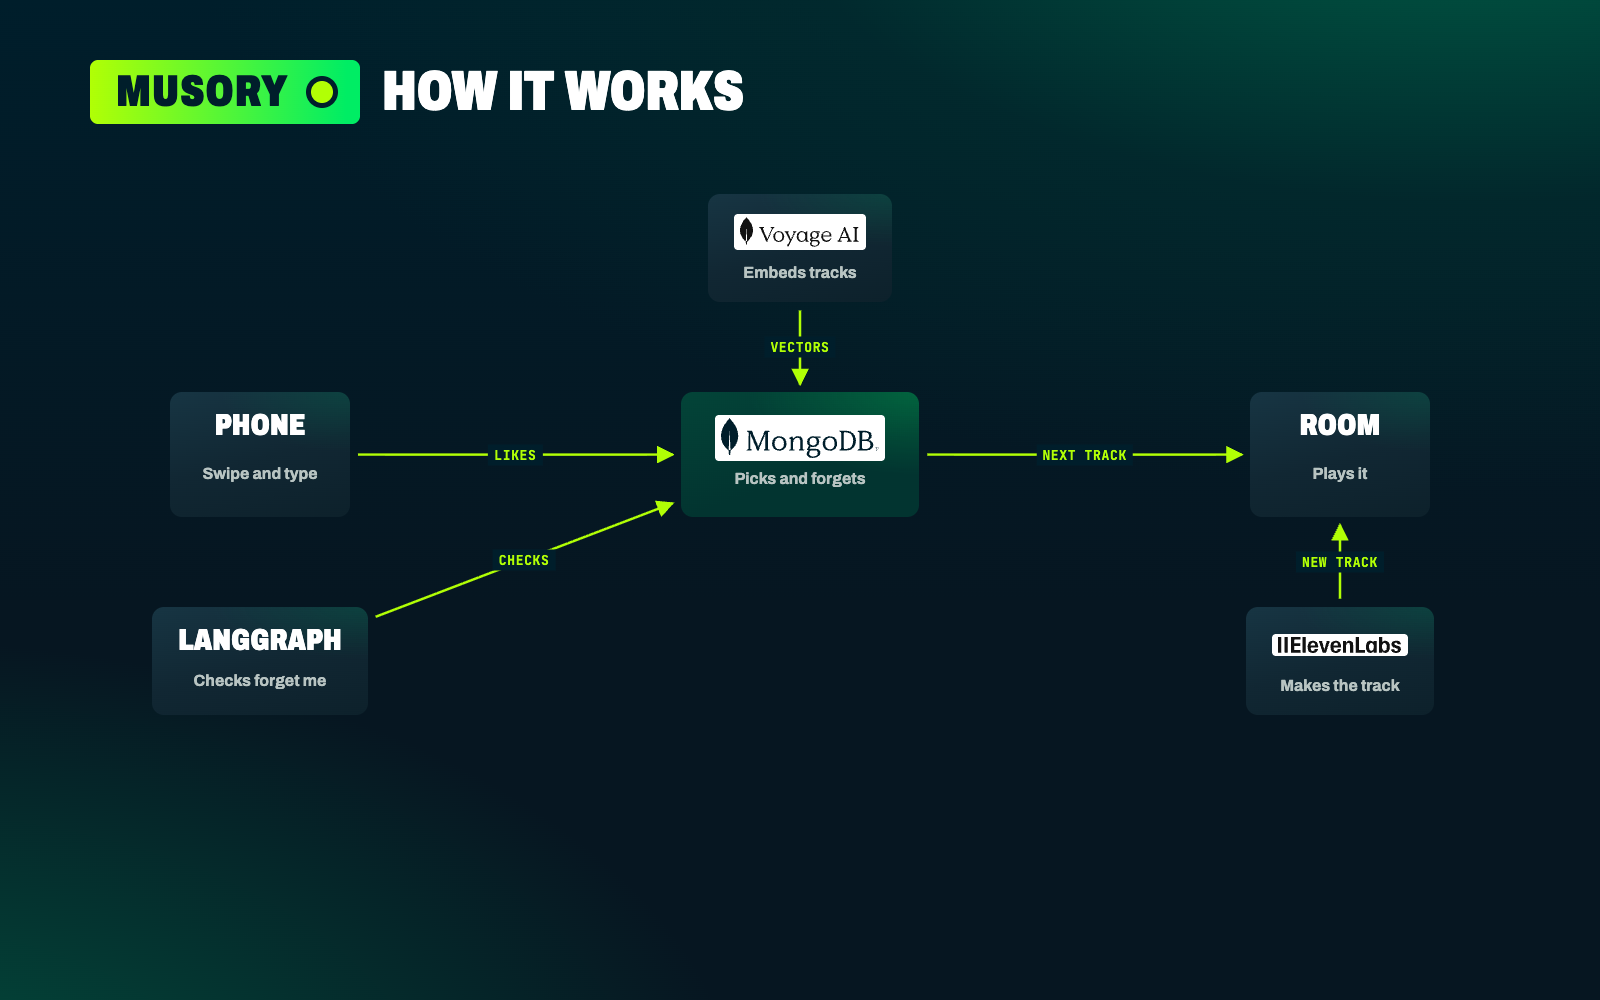 MUSORY
HOW IT WORKS
Voyage AI
Embeds tracks
VECTORS
PHONE
Swipe and type
LIKES
MongoDB
Picks and forgets
NEXT TRACK
ROOM
Plays it
CHECKS
NEW TRACK
LANGGRAPH
Checks forget me
IIElevenLabs
Makes the track